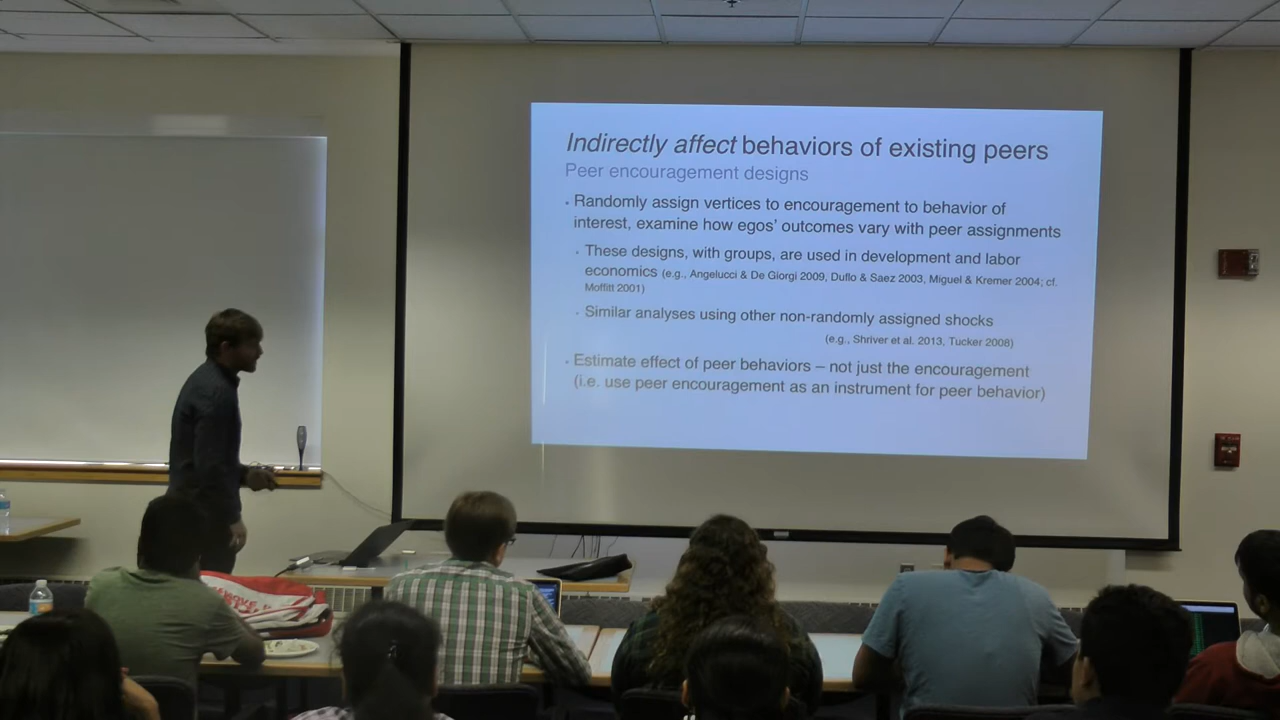 Indirectly affect behaviors of existing peers
Peer encouragement designs
• Randomly assign vertices to encouragement to behavior of
interest, examine how egos' outcomes vary with peer assignments
• These designs, with groups, are used in development and labor
economics (e.g., Angelucci & De Giorgi 2009, Duflo & Saez 2003, Miguel & Kremer 2004; cf.
Moffitt 2001)
• Similar analyses using other non-randomly assigned shocks
(e.g., Shriver et al. 2013, Tucker 2008)
• Estimate effect of peer behaviors – not just the encouragement
(i.e. use peer encouragement as an instrument for peer behavior)